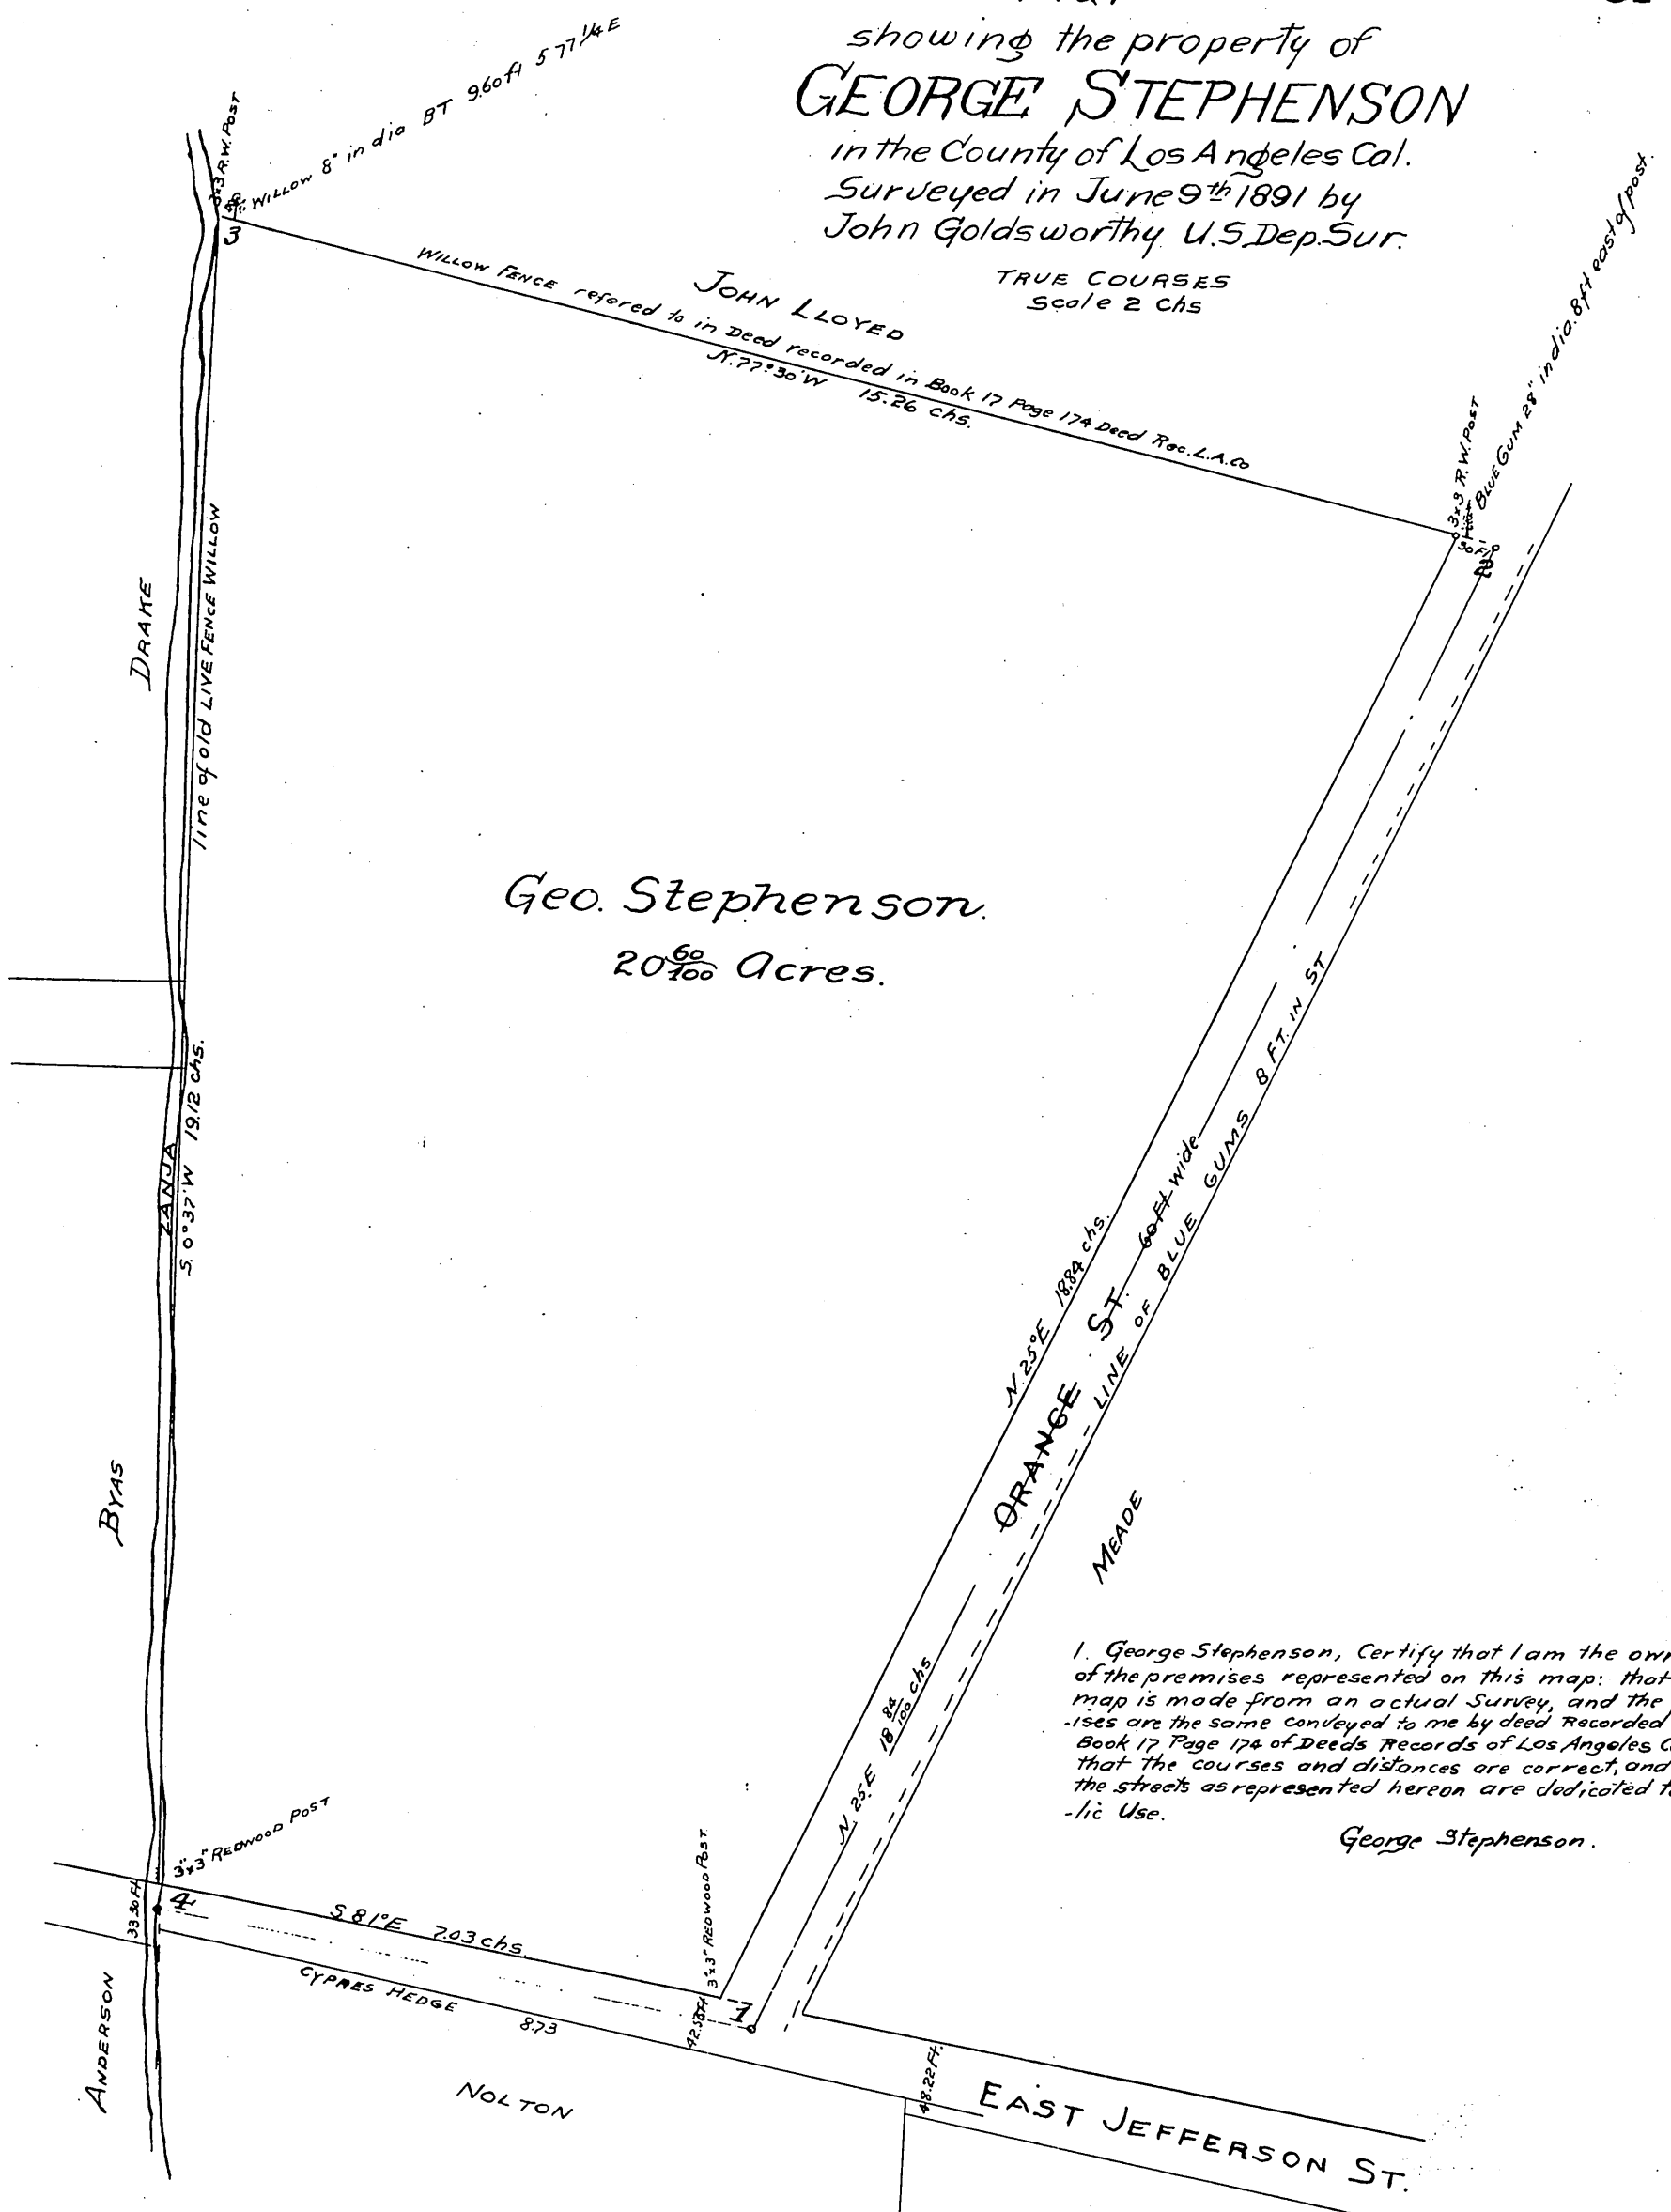 showing the property of
GEORGE STEPHENSON
in the County of Los Angeles Cal.
Surveyed in June 9th 1891 by
John Goldsworthy U.S. Dep. Sur.
TRUE COURSES
Scale 2 Chs
WILLOW 8" in dia BT 9.60 ft S 77 1/4 E
3x3 R.W. POST
3
JOHN LLOYED
WILLOW FENCE refered to in Deed recorded in Book 17 Page 174 Deed Rec. L.A. Co
N. 77° 30' W 15.26 chs.
BLUE GUM 28" in dia. 8 ft east of post.
3x3 R.W. POST
30 Ft
2
DRAKE
line of old LIVE FENCE WILLOW
Geo. Stephenson.
20 60/100 Acres.
ZANJA
S. 0° 37' W 19.12 chs.
BYAS
N. 25° E 18.84 chs.
ORANGE ST. 60 Ft wide
LINE OF BLUE GUMS 8 FT. IN ST
MEADE
N 25 E 18 84/100 chs
1. George Stephenson, Certify that I am the own
of the premises represented on this map: that
map is made from an actual Survey, and the
-ises are the same conveyed to me by deed Recorded
Book 17 Page 174 of Deeds Records of Los Angeles C
that the courses and distances are correct, and
the streets as represented hereon are dedicated t
-lic Use.
George Stephenson.
3"x3" REDWOOD POST
4
33.30 Ft
S 81° E 7.03 chs.
3"x3" REDWOOD POST.
1
CYPRES HEDGE
8.73
ANDERSON
NOLTON
48.22 Ft.
EAST JEFFERSON ST.